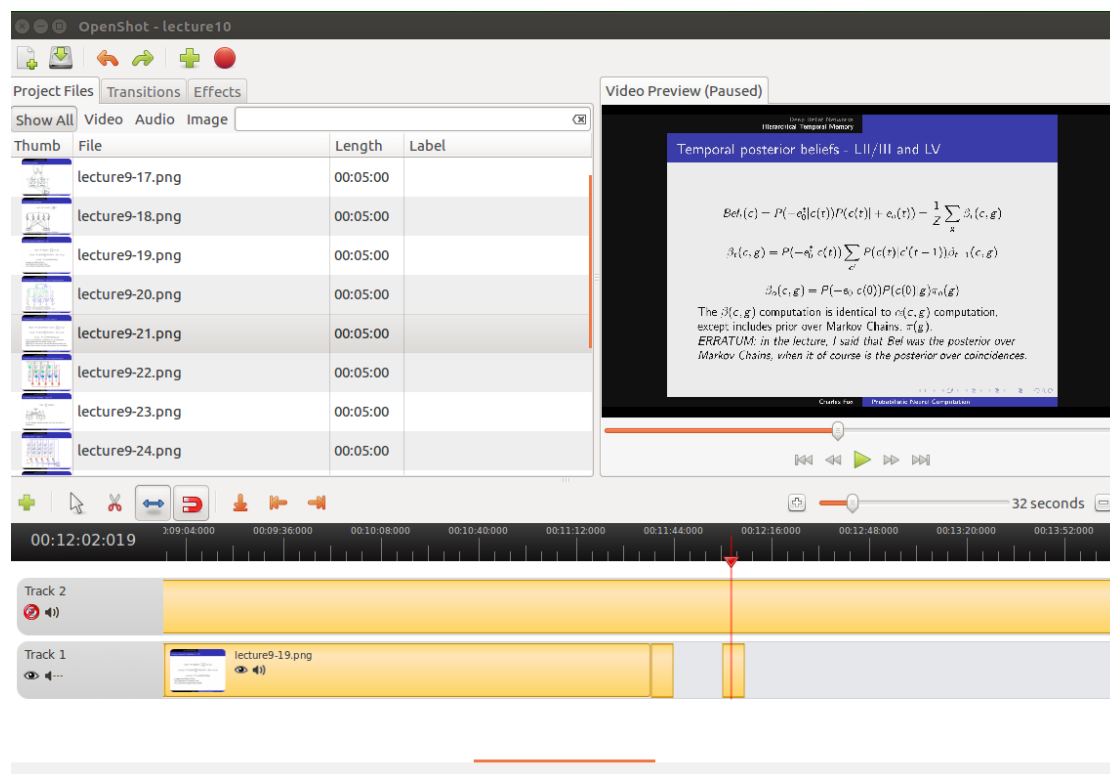 OpenShot - lecture10
Project Files Transitions Effects
Show All Video Audio Image
Thumb File Length Label
lecture9-17.png 00:05:00
lecture9-18.png 00:05:00
lecture9-19.png 00:05:00
lecture9-20.png 00:05:00
lecture9-21.png 00:05:00
lecture9-22.png 00:05:00
lecture9-23.png 00:05:00
lecture9-24.png 00:05:00
Video Preview (Paused)
Deep Belief Networks
Hierarchical Temporal Memory
Temporal posterior beliefs - LII/III and LV
The β(c, g) computation is identical to α(c, g) computation,
except includes prior over Markov Chains, π(g).
ERRATUM: in the lecture, I said that Bel was the posterior over
Markov Chains, when it of course is the posterior over coincidences.
Charles Fox Probabilistic Neural Computation
32 seconds
00:12:02:019
00:09:36:000 00:10:08:000 00:10:40:000 00:11:12:000 00:11:44:000 00:12:16:000 00:12:48:000 00:13:20:000 00:13:52:000
Track 2
Track 1
lecture9-19.png